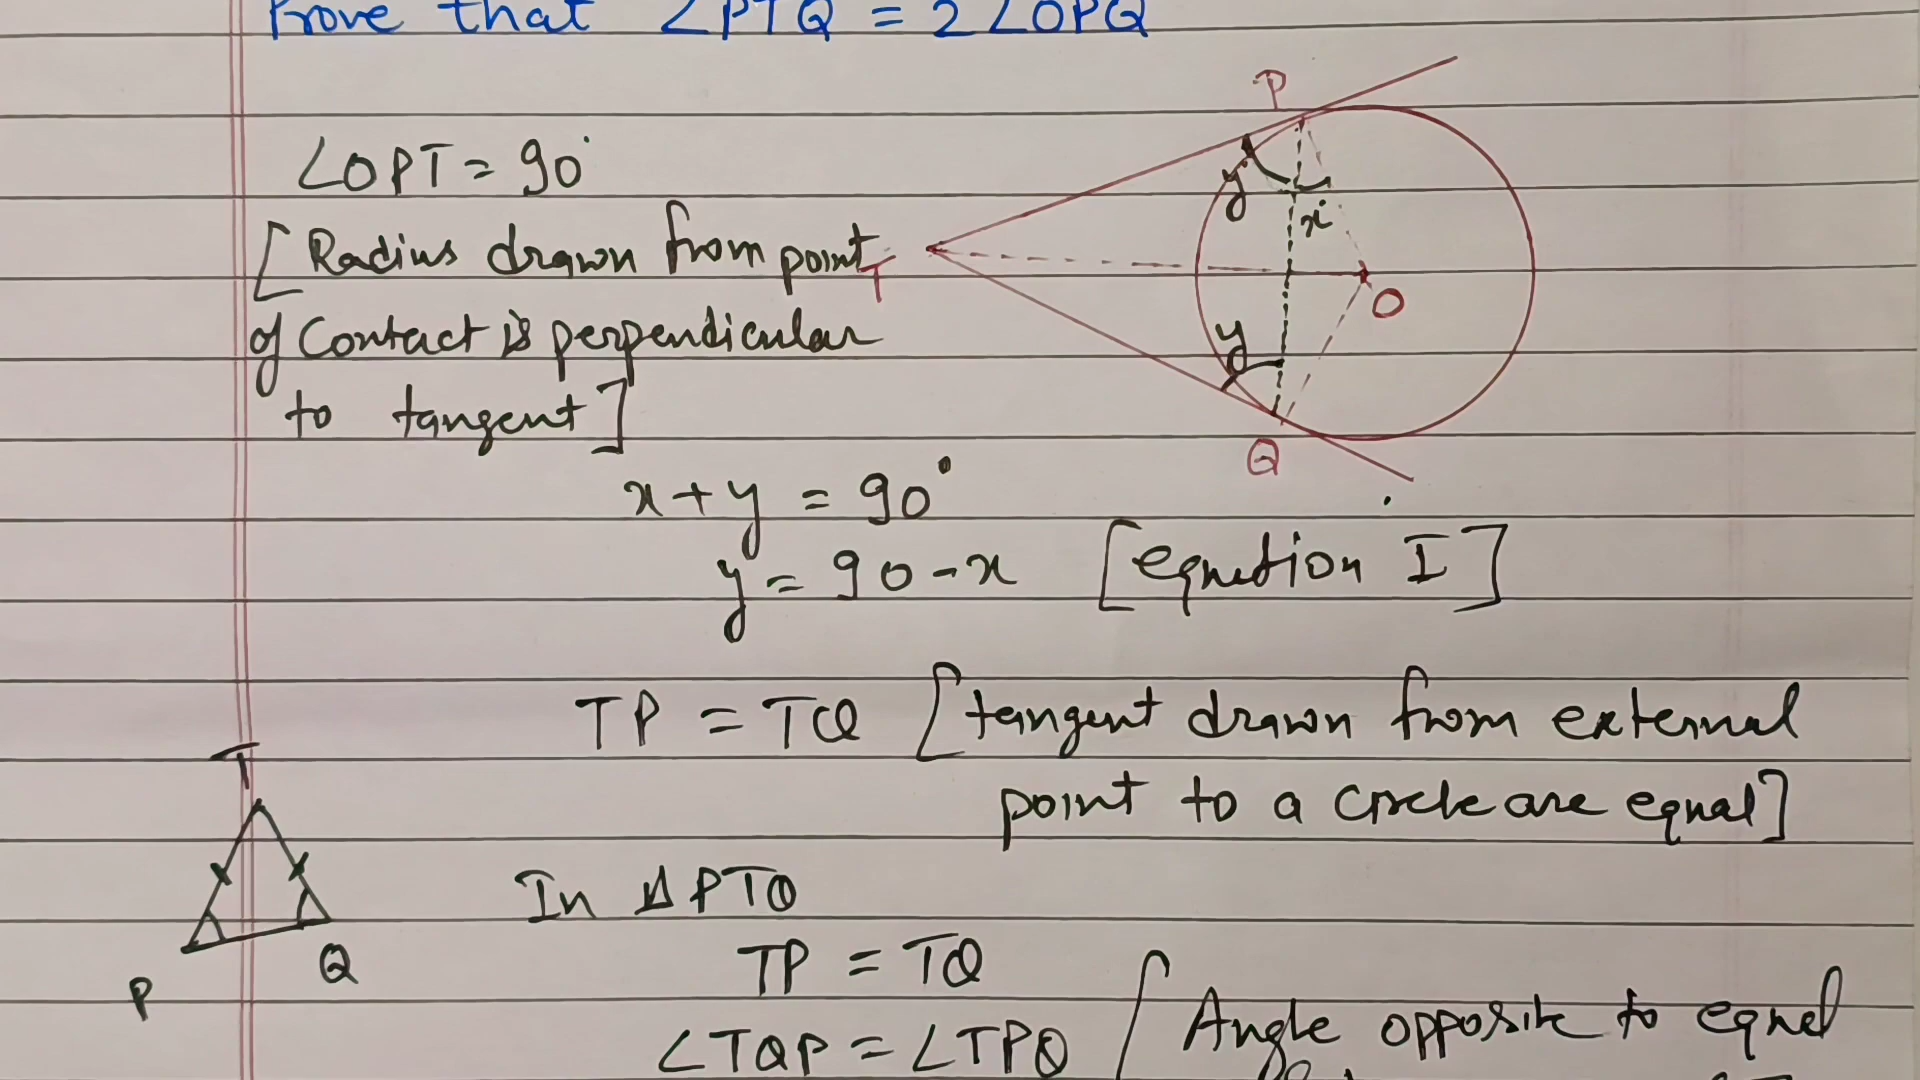 Prove that ∠PTQ = 2∠OPQ
P
∠OPT = 90°
y
x
[Radius drawn from point
T
of Contact is perpendicular
O
y
to tangent]
Q
x + y = 90°
y = 90 - x [equation I]
TP = TQ [tangent drawn from external
point to a circle are equal]
T
In Δ PTQ
P
Q
TP = TQ
∠TQP = ∠TPQ [Angle opposite to equal